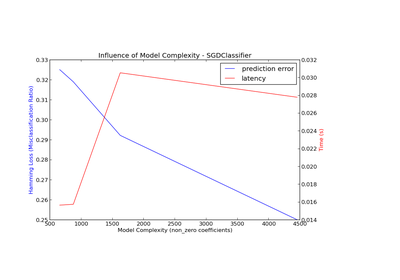 Influence of Model Complexity - SGDClassifier
prediction error
latency
0.33
0.32
0.31
0.30
0.29
0.28
0.27
0.26
0.25
Hamming Loss (Misclassification Ratio)
0.032
0.030
0.028
0.026
0.024
0.022
0.020
0.018
0.016
0.014
Time (s)
500 1000 1500 2000 2500 3000 3500 4000 4500
Model Complexity (non_zero coefficients)